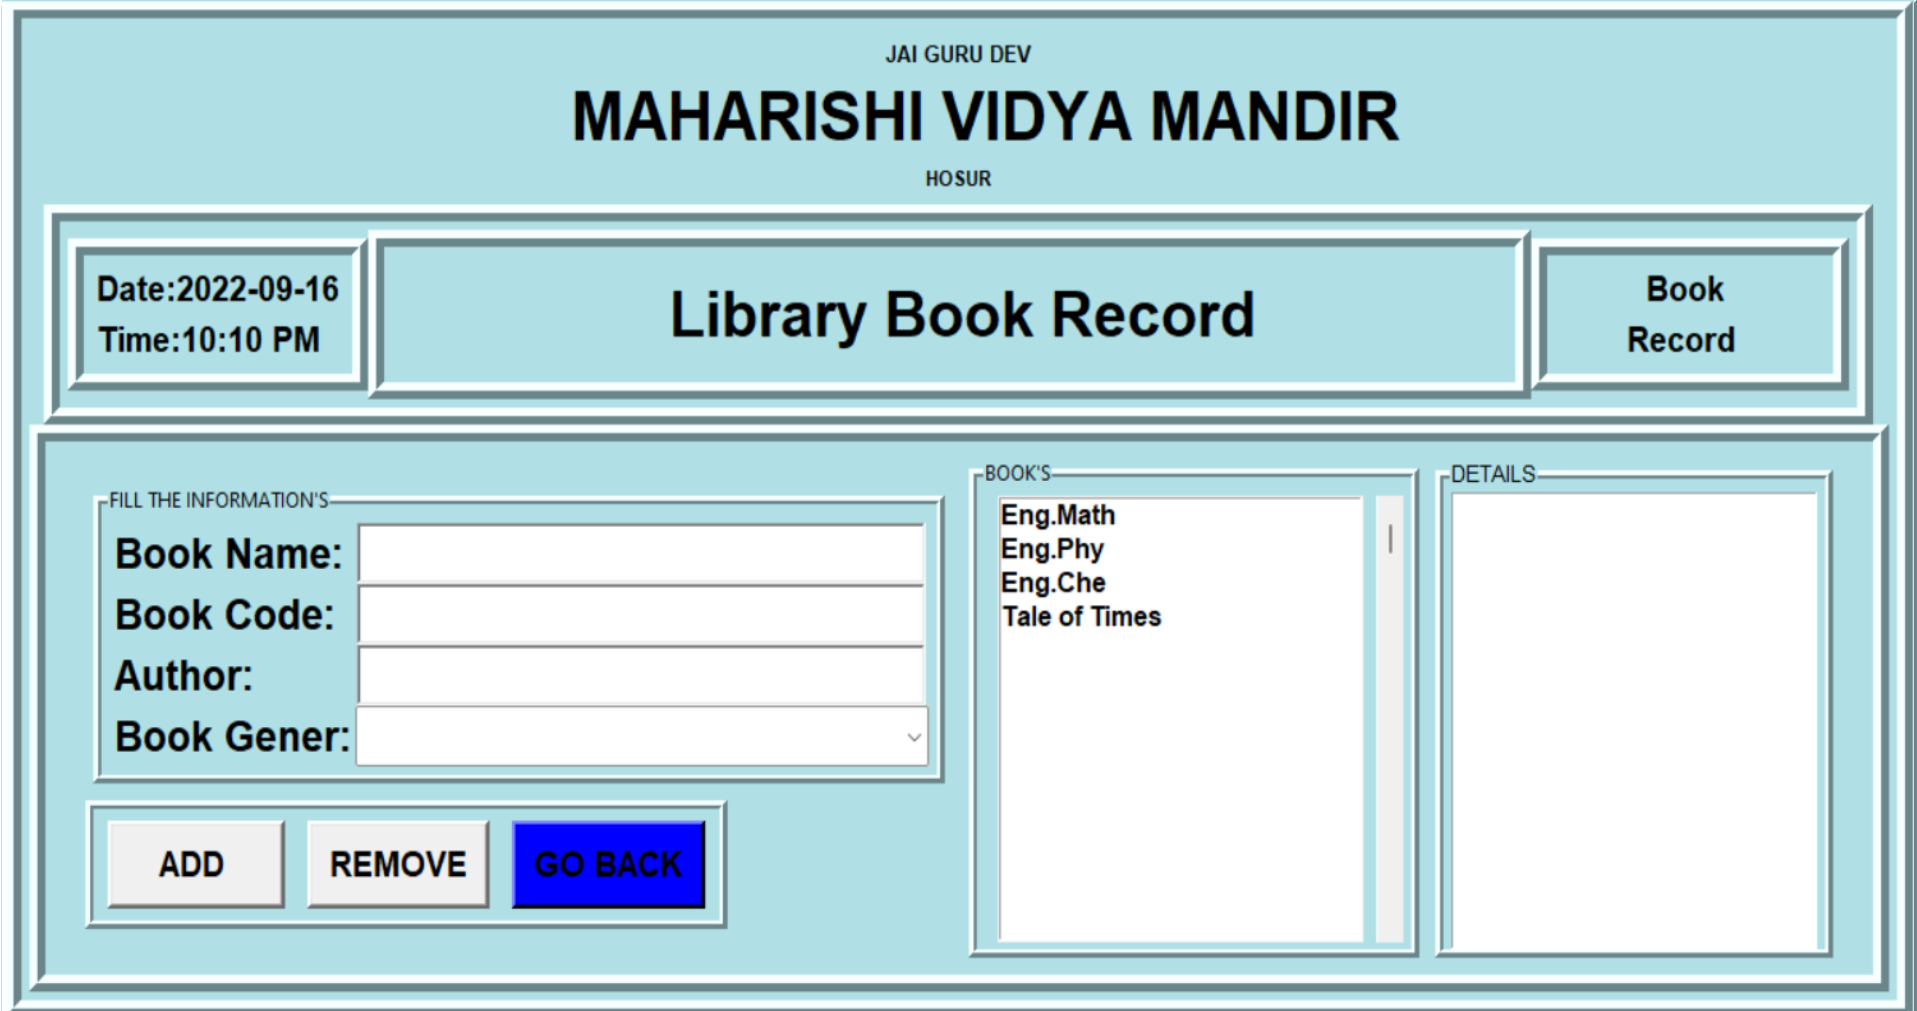 JAI GURU DEV
MAHARISHI VIDYA MANDIR
HOSUR
Date:2022-09-16
Time:10:10 PM
Library Book Record
Book
Record
FILL THE INFORMATION'S
Book Name:
Book Code:
Author:
Book Gener:
ADD
REMOVE
GO BACK
BOOK'S
Eng.Math
Eng.Phy
Eng.Che
Tale of Times
DETAILS